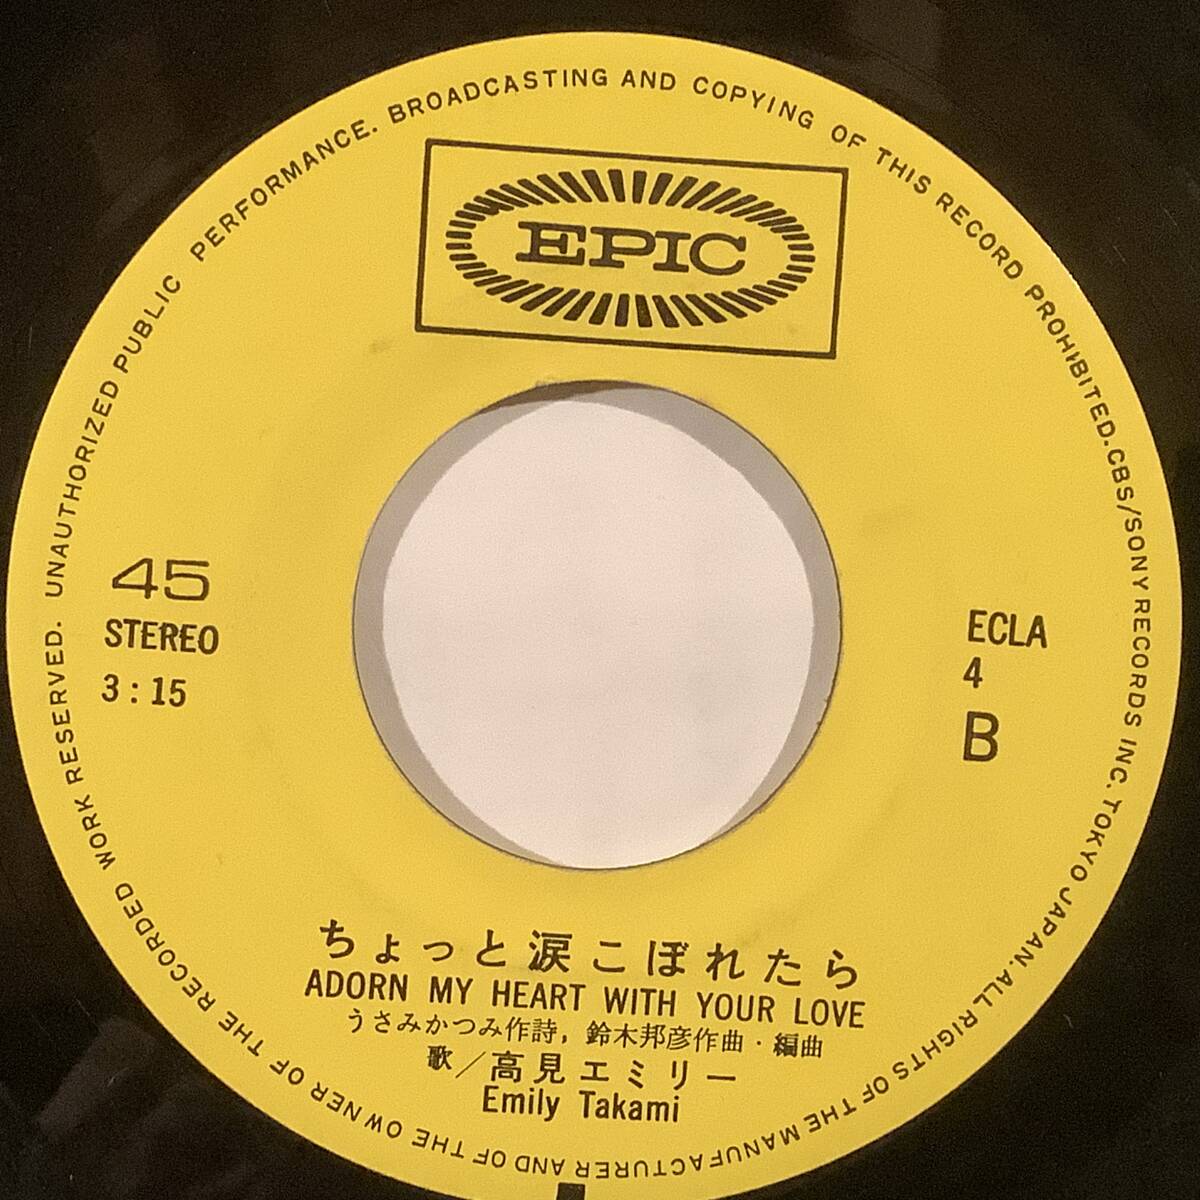 UNAUTHORIZED PUBLIC PERFORMANCE. BROADCASTING AND COPYING OF THIS RECORD PROHIBITED.CBS/SONY RECORDS INC. TOKYO JAPAN. ALL RIGHTS OF THE MANUFACTURER AND OF THE OWNER OF THE RECORDED WORK RESERVED.
EPIC
45
STEREO
3:15
ECLA
4
B
ちょっと涙こぼれたら
ADORN MY HEART WITH YOUR LOVE
うさみかつみ作詩, 鈴木邦彦作曲・編曲
歌/高見エミリー
Emily Takami